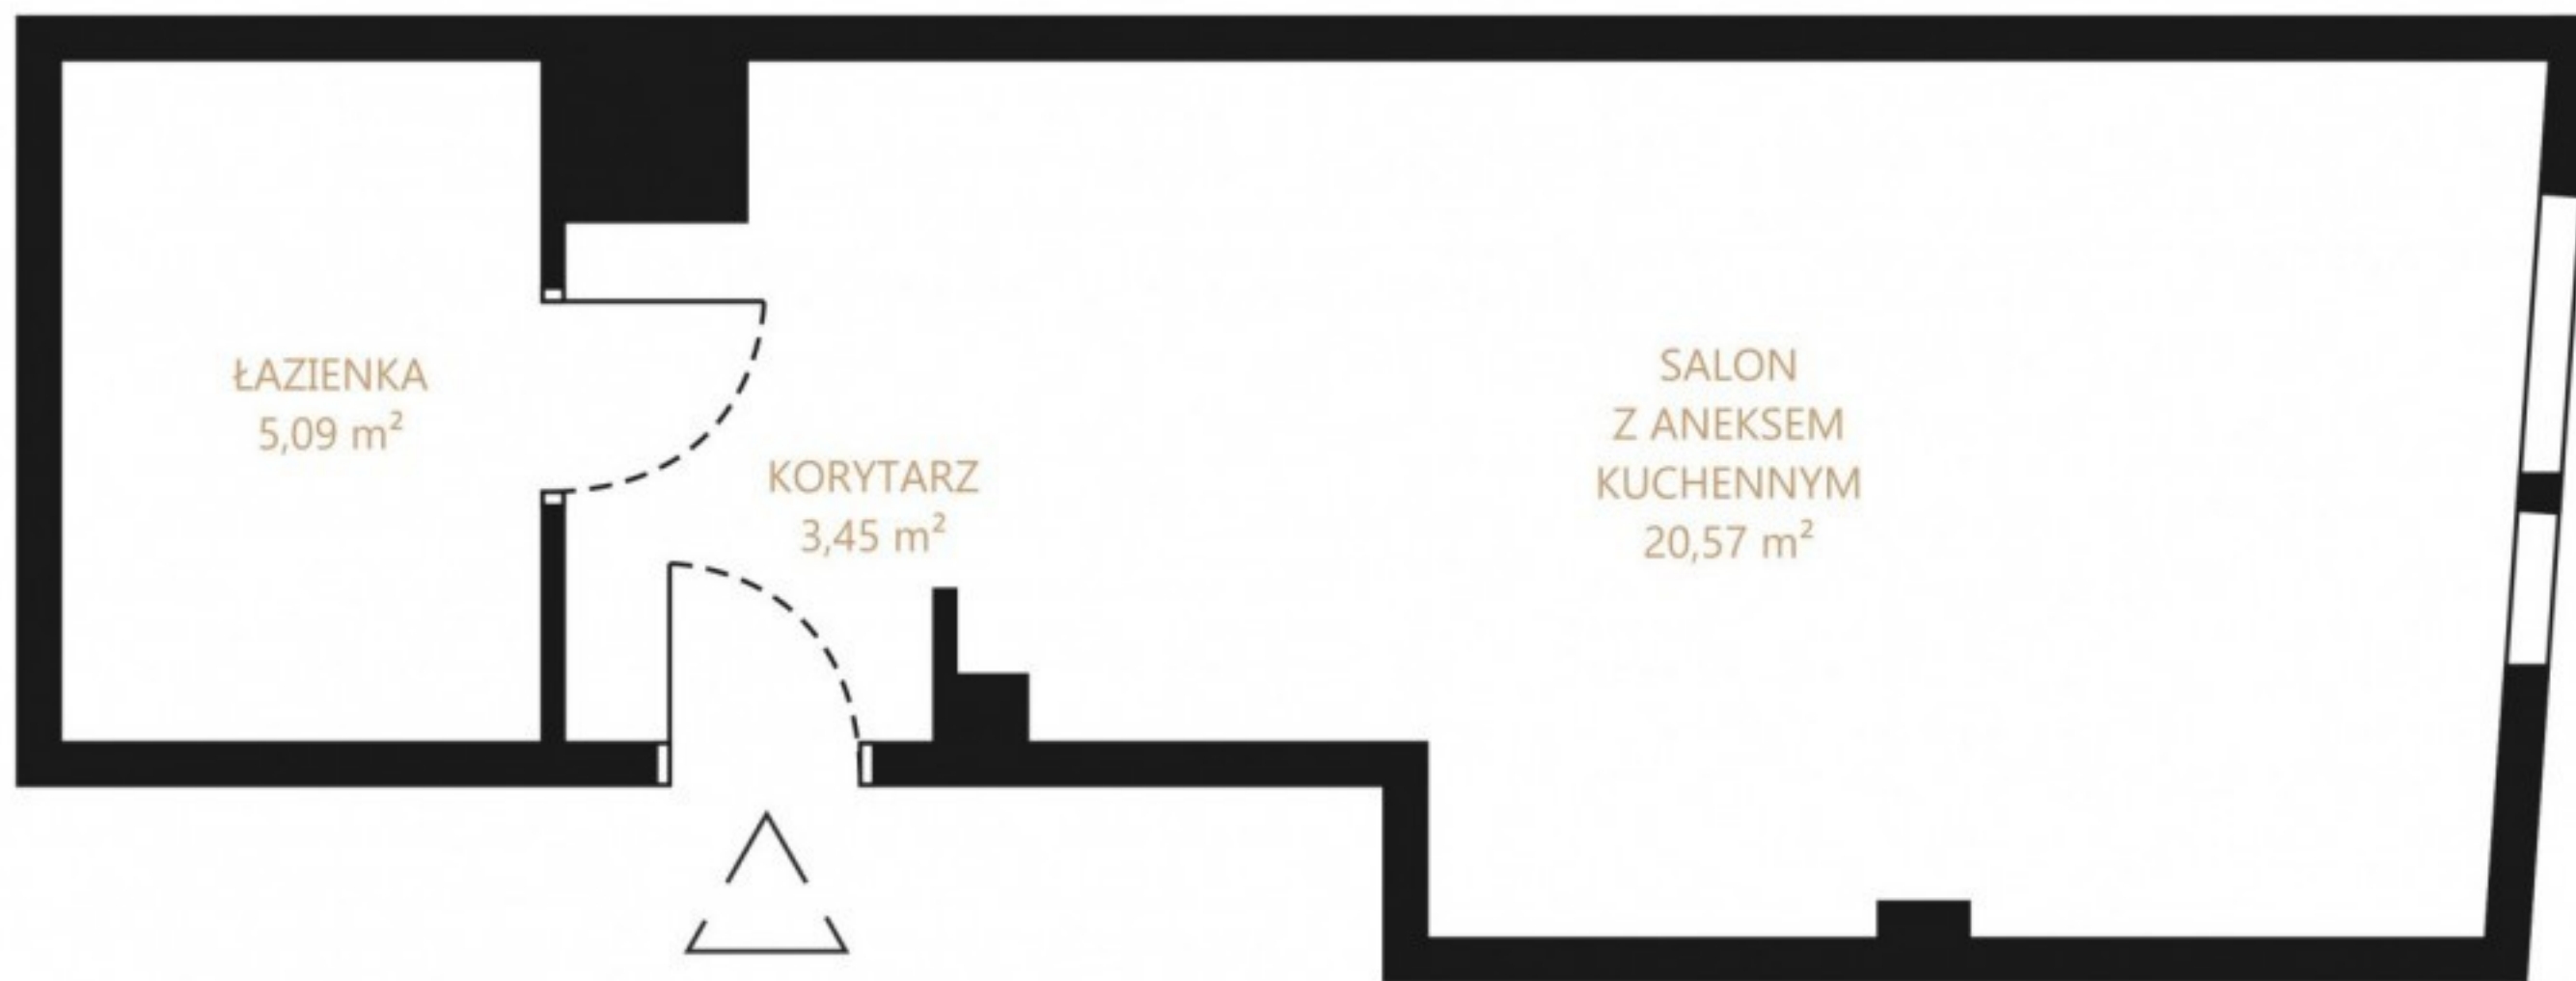 ŁAZIENKA
5,09 m²
KORYTARZ
3,45 m²
SALON
Z ANEKSEM
KUCHENNYM
20,57 m²